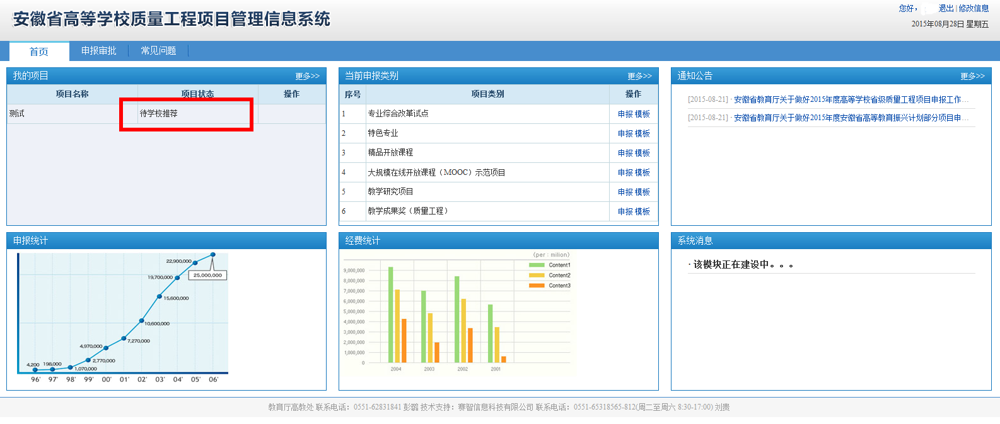 安徽省高等学校质量工程项目管理信息系统
您好， 退出 | 修改信息
2015年08月28日 星期五
首页 申报审批 常见问题
我的项目 更多>>
项目名称 项目状态 操作
测试 待学校推荐
当前申报类别 更多>>
序号 项目类别 操作
1 专业综合改革试点 申报 模板
2 特色专业 申报 模板
3 精品开放课程 申报 模板
4 大规模在线开放课程（MOOC）示范项目 申报 模板
5 教学研究项目 申报 模板
6 教学成果奖（质量工程） 申报 模板
通知公告 更多>>
[2015-08-21] · 安徽省教育厅关于做好2015年度高等学校省级质量工程项目申报工作...
[2015-08-21] · 安徽省教育厅关于做好2015年度安徽省高等教育振兴计划部分项目申...
申报统计
22,900,000
25,000,000
19,700,000
15,600,000
10,600,000
7,270,000
4,970,000
2,770,000
4,200 198,000 1,070,000
96' 97' 98' 99' 00' 01' 02' 03' 04' 05' 06'
经费统计
(per : milion)
Content1
Content2
Content3
9,000,000
8,000,000
7,000,000
6,000,000
5,000,000
4,000,000
3,000,000
2,000,000
1,000,000
0
2004 2003 2002 2001
系统消息
· 该模块正在建设中。。。
教育厅高教处 联系电话：0551-62831841 彭璐 技术支持：赛智信息科技有限公司 联系电话：0551-65318565-812(周二至周六 8:30-17:00) 刘贵